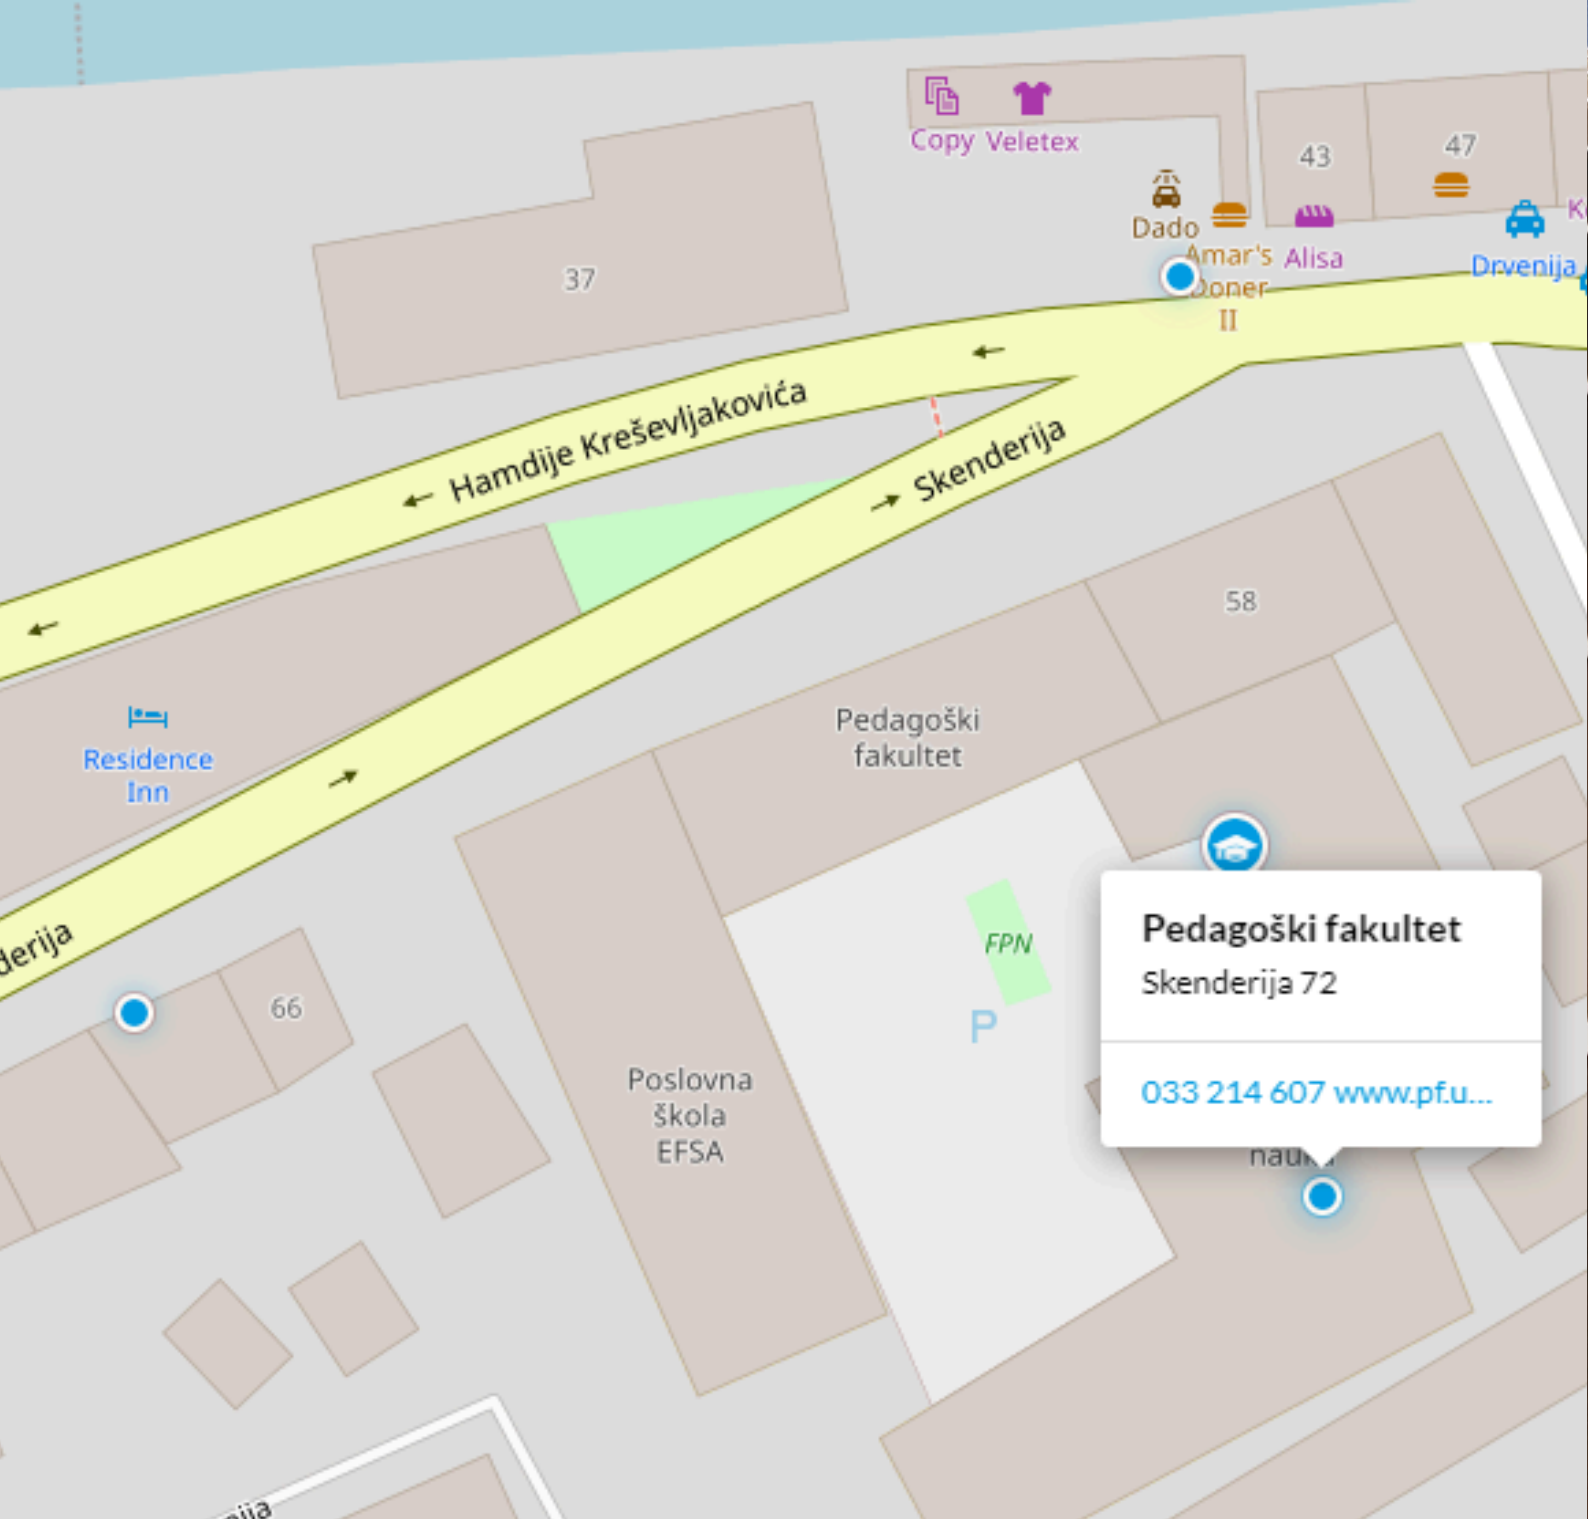 Copy
Veletex
43
47
Dado
Amar's
Doner
II
Alisa
Drvenija
37
Hamdije Kreševljakovića
Skenderija
58
Pedagoški
fakultet
Residence
Inn
Pedagoški fakultet
Skenderija 72
033 214 607 www.pf.u...
FPN
P
66
Poslovna
škola
EFSA